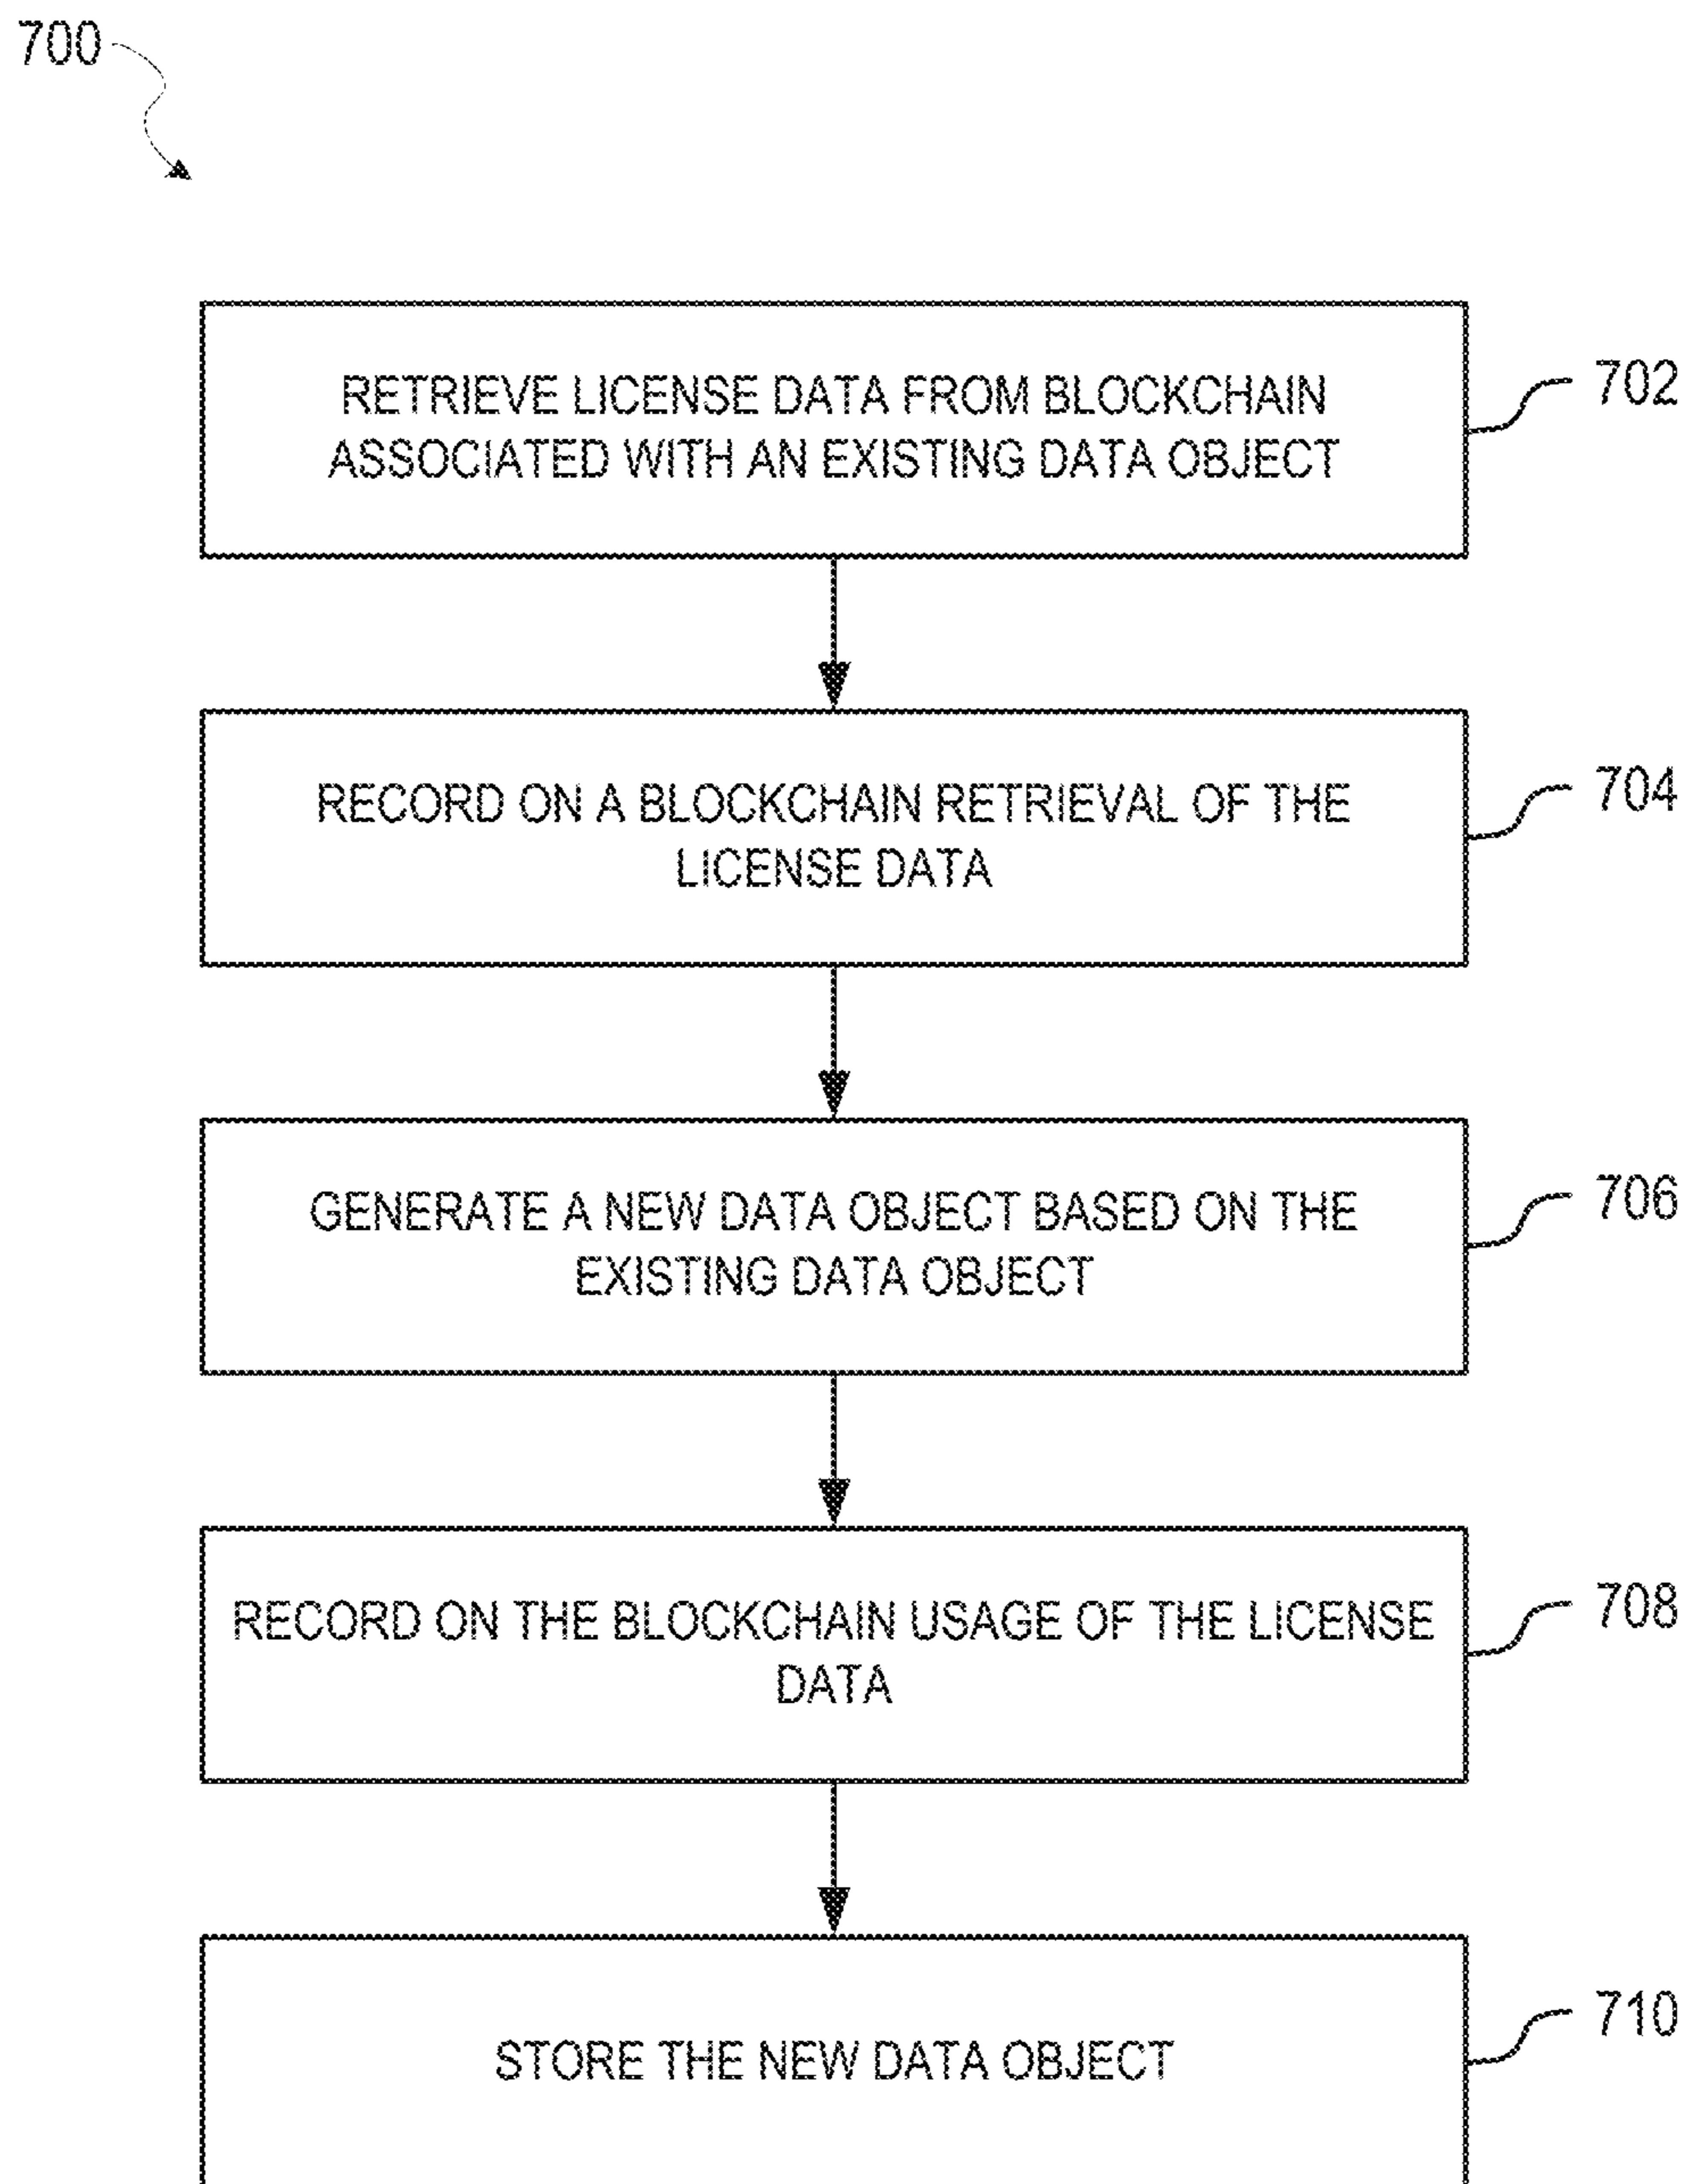 700
RETRIEVE LICENSE DATA FROM BLOCKCHAIN
ASSOCIATED WITH AN EXISTING DATA OBJECT
702
RECORD ON A BLOCKCHAIN RETRIEVAL OF THE
LICENSE DATA
704
GENERATE A NEW DATA OBJECT BASED ON THE
EXISTING DATA OBJECT
706
RECORD ON THE BLOCKCHAIN USAGE OF THE LICENSE
DATA
708
STORE THE NEW DATA OBJECT
710